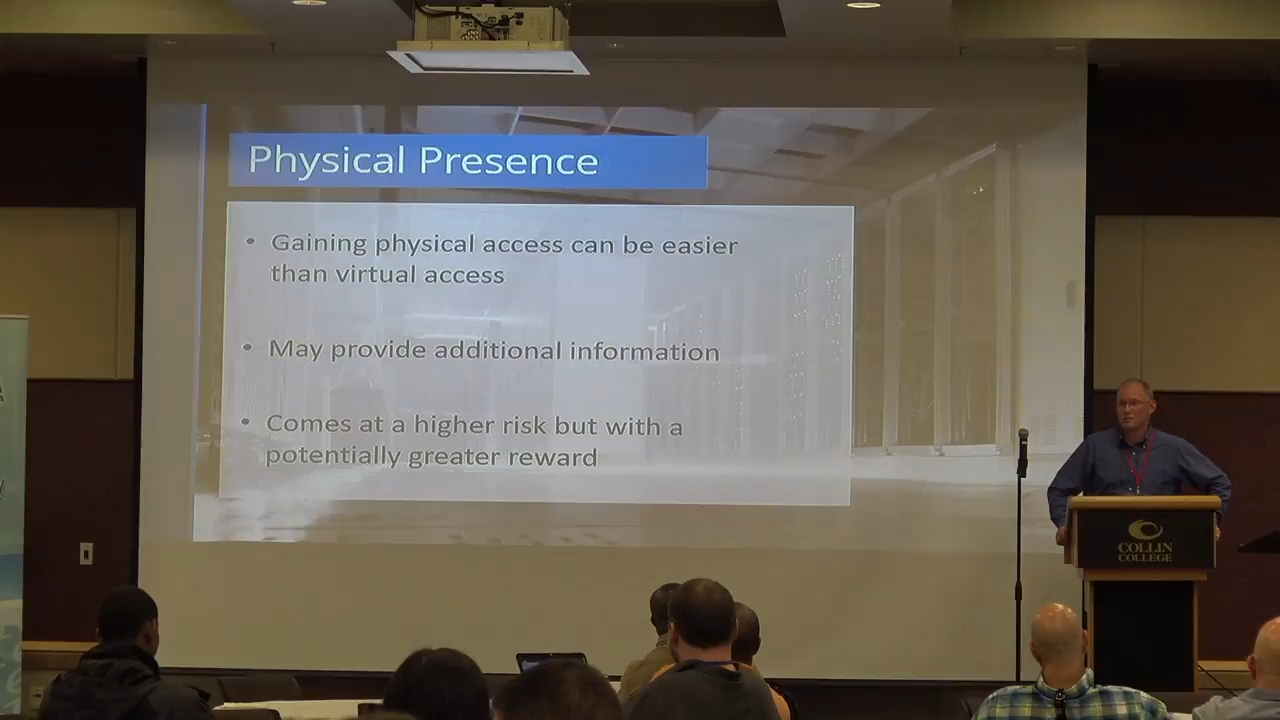 Physical Presence
• Gaining physical access can be easier
than virtual access
• May provide additional information
• Comes at a higher risk but with a
potentially greater reward
COLLIN
COLLEGE